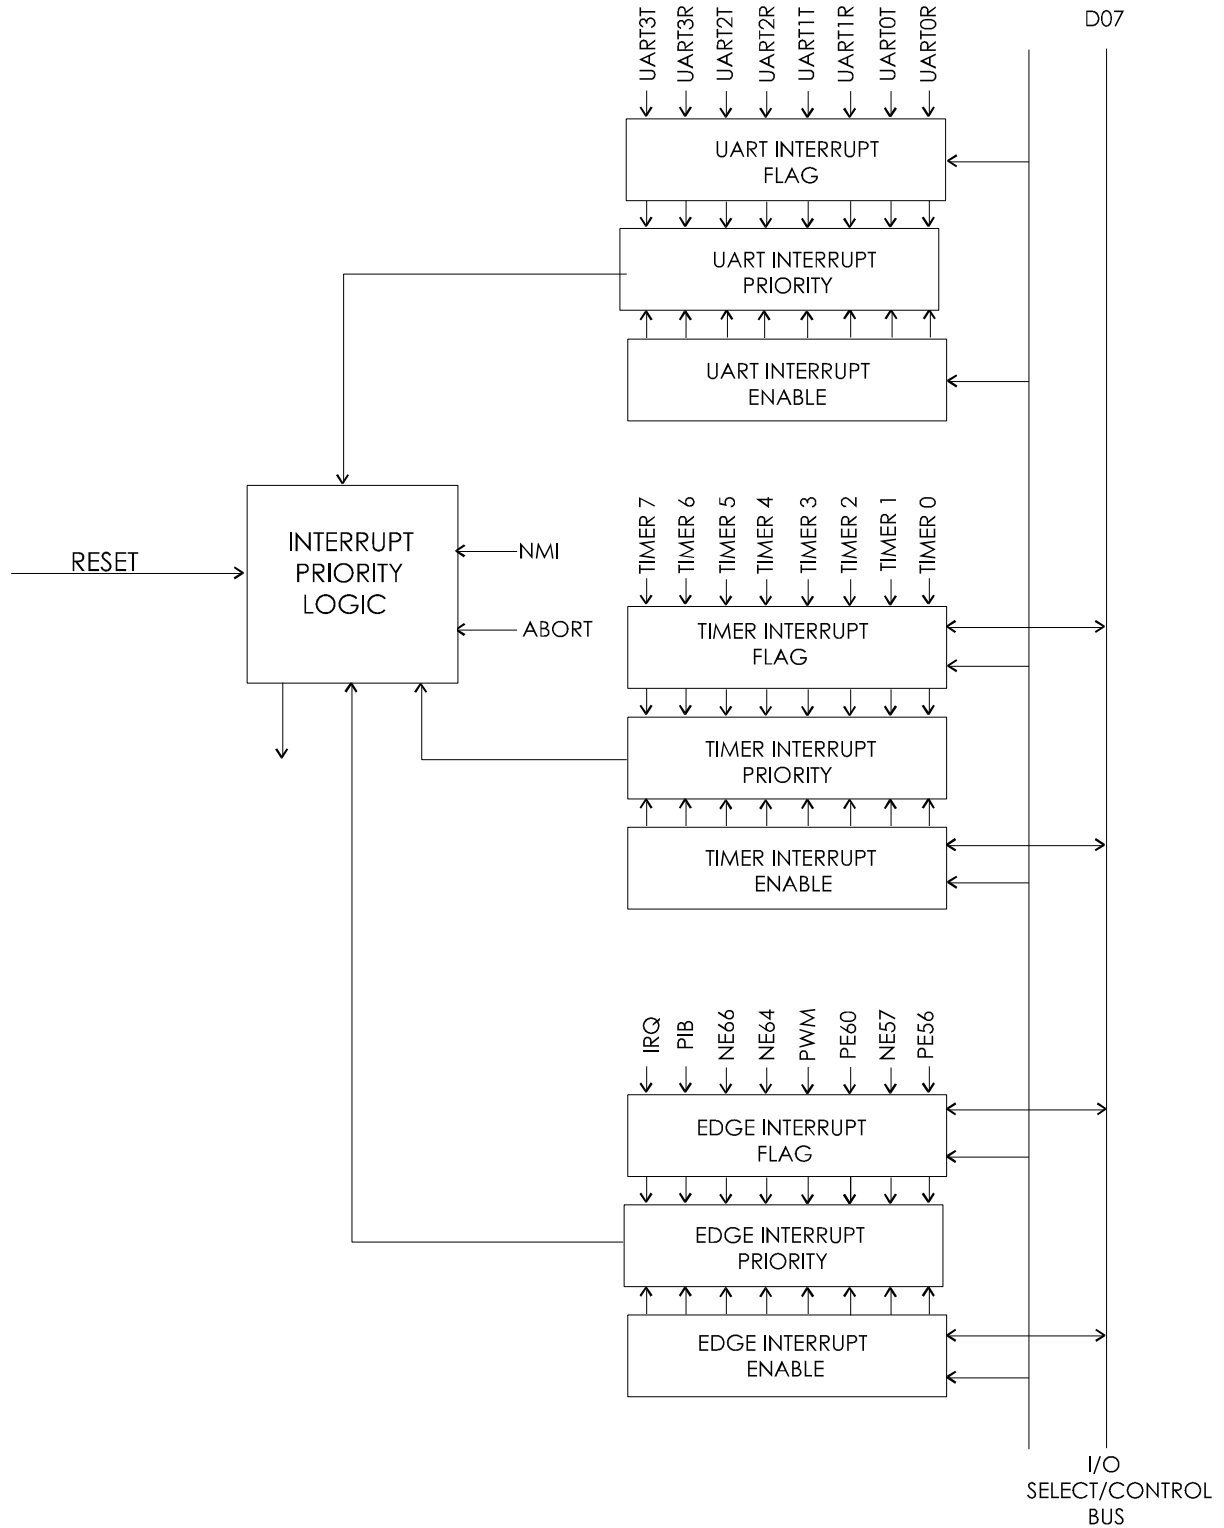 D07
UART3T
UART3R
UART2T
UART2R
UART1T
UART1R
UART0T
UART0R
UART INTERRUPT
FLAG
UART INTERRUPT
PRIORITY
UART INTERRUPT
ENABLE
RESET
INTERRUPT
PRIORITY
LOGIC
NMI
ABORT
TIMER 7
TIMER 6
TIMER 5
TIMER 4
TIMER 3
TIMER 2
TIMER 1
TIMER 0
TIMER INTERRUPT
FLAG
TIMER INTERRUPT
PRIORITY
TIMER INTERRUPT
ENABLE
IRQ
PIB
NE66
NE64
PWM
PE60
NE57
PE56
EDGE INTERRUPT
FLAG
EDGE INTERRUPT
PRIORITY
EDGE INTERRUPT
ENABLE
I/O
SELECT/CONTROL
BUS